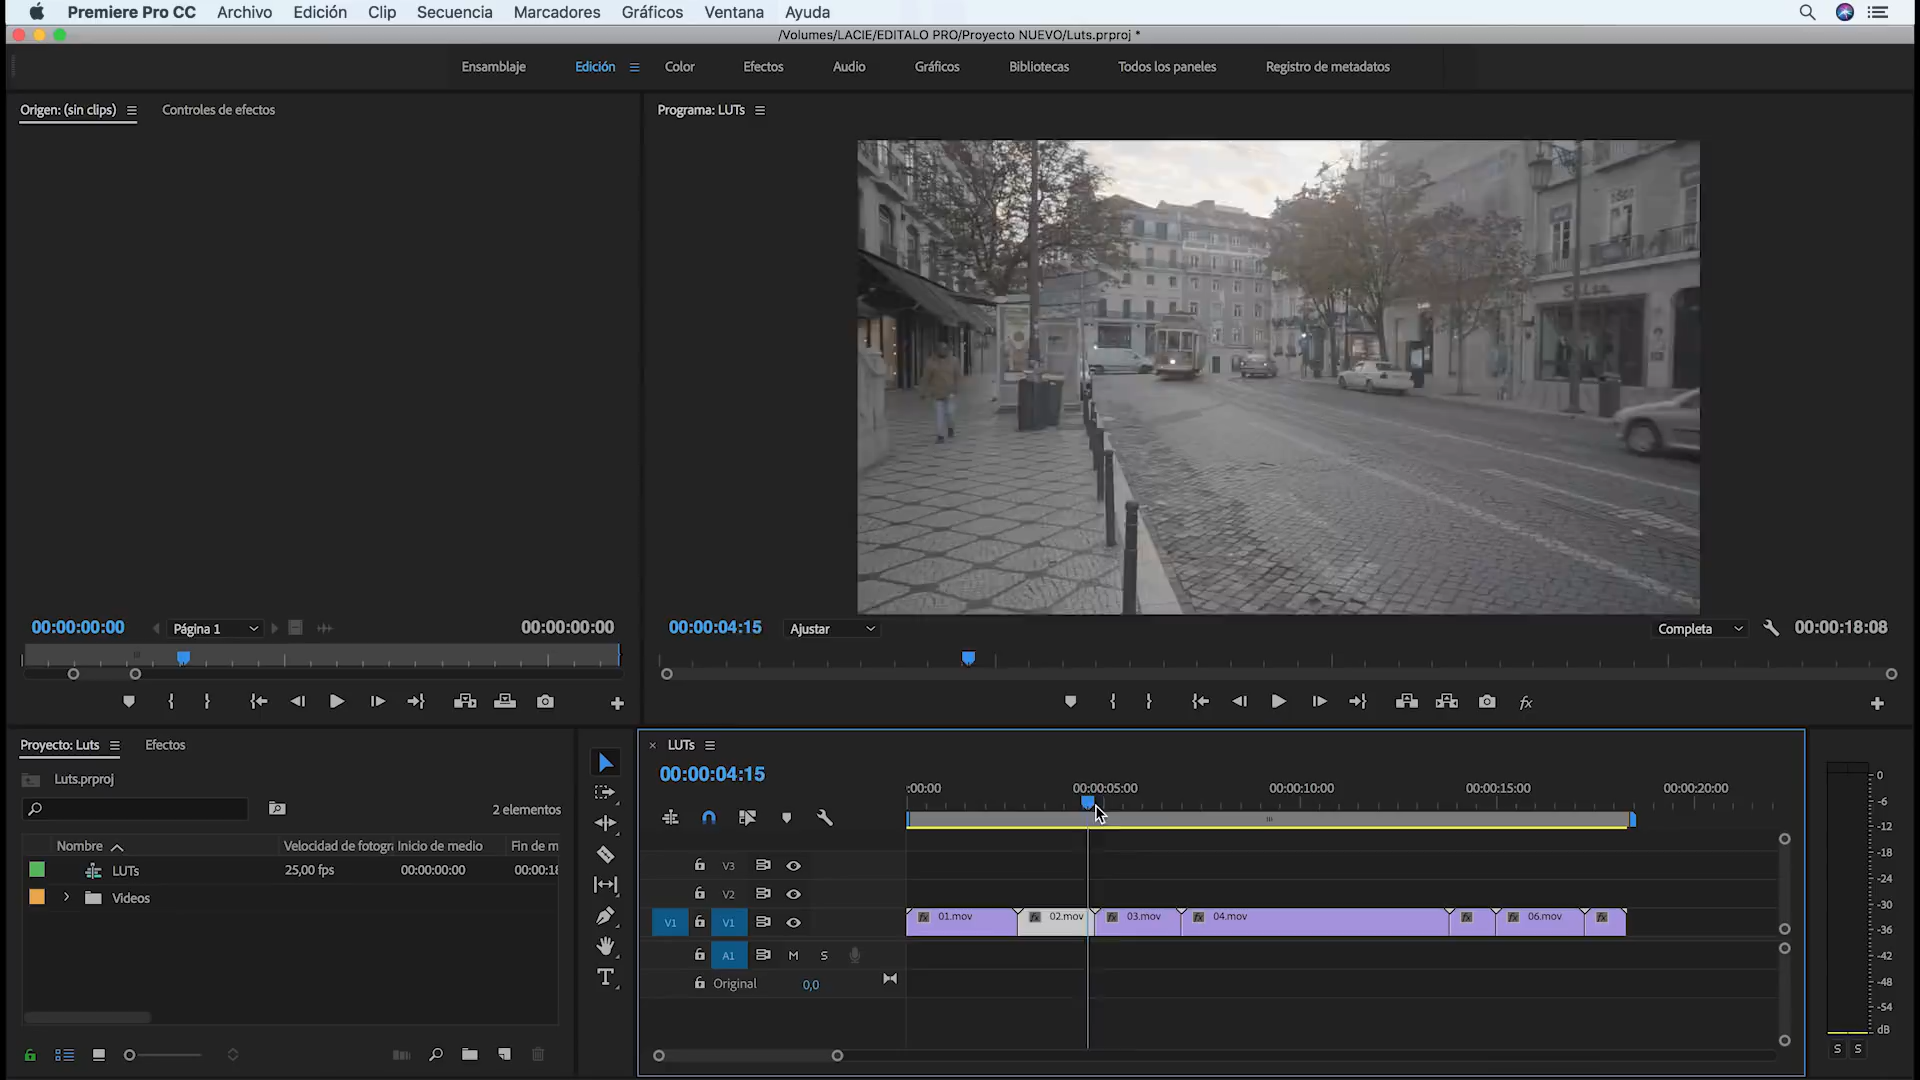 Premiere Pro CC Archivo Edición Clip Secuencia Marcadores Gráficos Ventana Ayuda
/Volumes/LACIE/EDITALO PRO/Proyecto NUEVO/Luts.prproj *
Ensamblaje Edición Color Efectos Audio Gráficos Bibliotecas Todos los paneles Registro de metadatos
Origen: (sin clips) Controles de efectos
Programa: LUTs
00:00:00:00 Página 1 00:00:00:00
00:00:04:15 Ajustar Completa 00:00:18:08
Proyecto: Luts Efectos
Luts.prproj
2 elementos
Nombre Velocidad de fotogra Inicio de medio Fin de m
LUTs 25,00 fps 00:00:00:00 00:00:18
Videos
LUTs
00:00:04:15
:00:00 00:00:05:00 00:00:10:00 00:00:15:00 00:00:20:00
V3
V2
V1 V1 01.mov 02.mov 03.mov 04.mov 06.mov
A1 M S
Original 0,0
0
-6
-12
-18
-24
-30
-36
-42
-48
-54
dB
S S